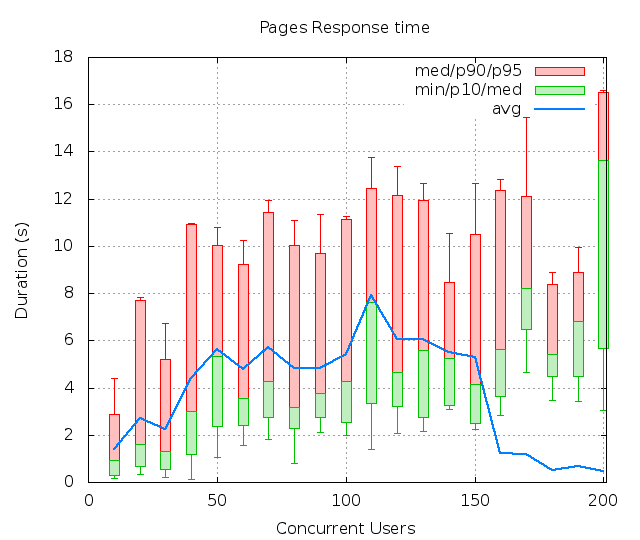 Pages Response time
18
16
14
12
10
8
6
4
2
0
Duration (s)
med/p90/p95
min/p10/med
avg
0
50
100
150
200
Concurrent Users